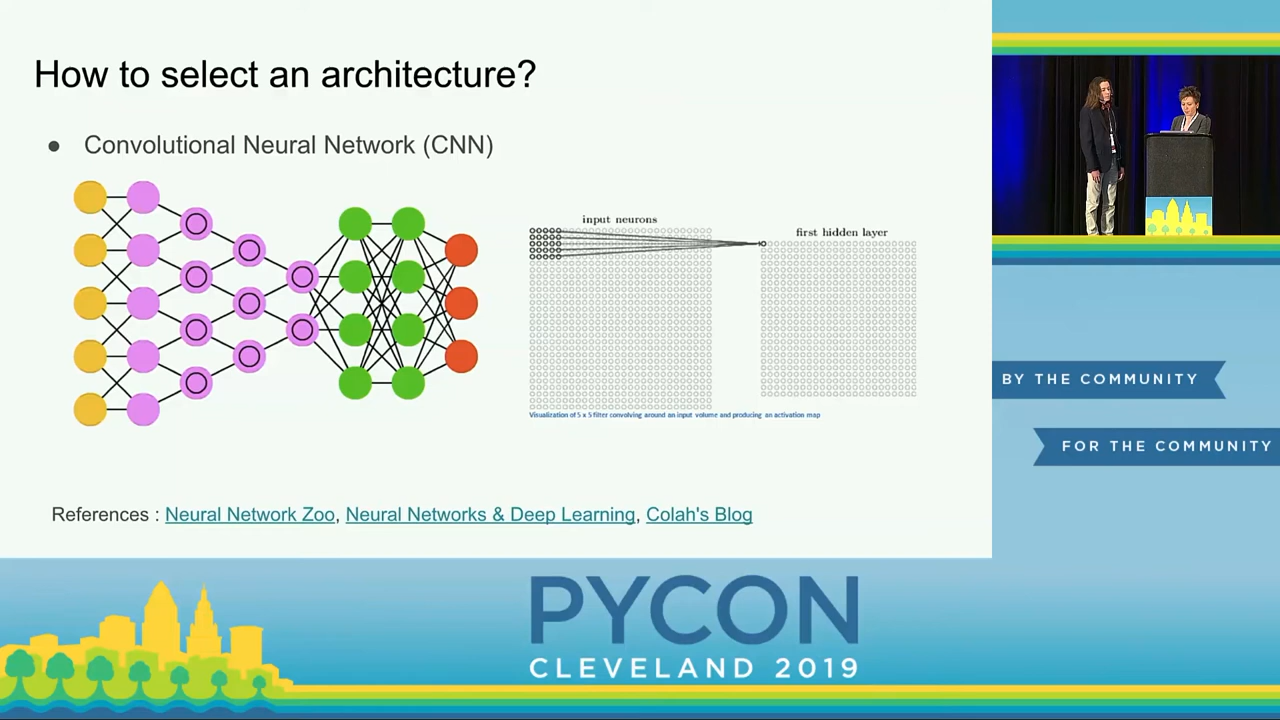 How to select an architecture?
● Convolutional Neural Network (CNN)
input neurons
first hidden layer
Visualization of 5 x 5 filter convolving around an input volume and producing an activation map
References : Neural Network Zoo, Neural Networks & Deep Learning, Colah's Blog
BY THE COMMUNITY
FOR THE COMMUNITY
PYCON
CLEVELAND 2019